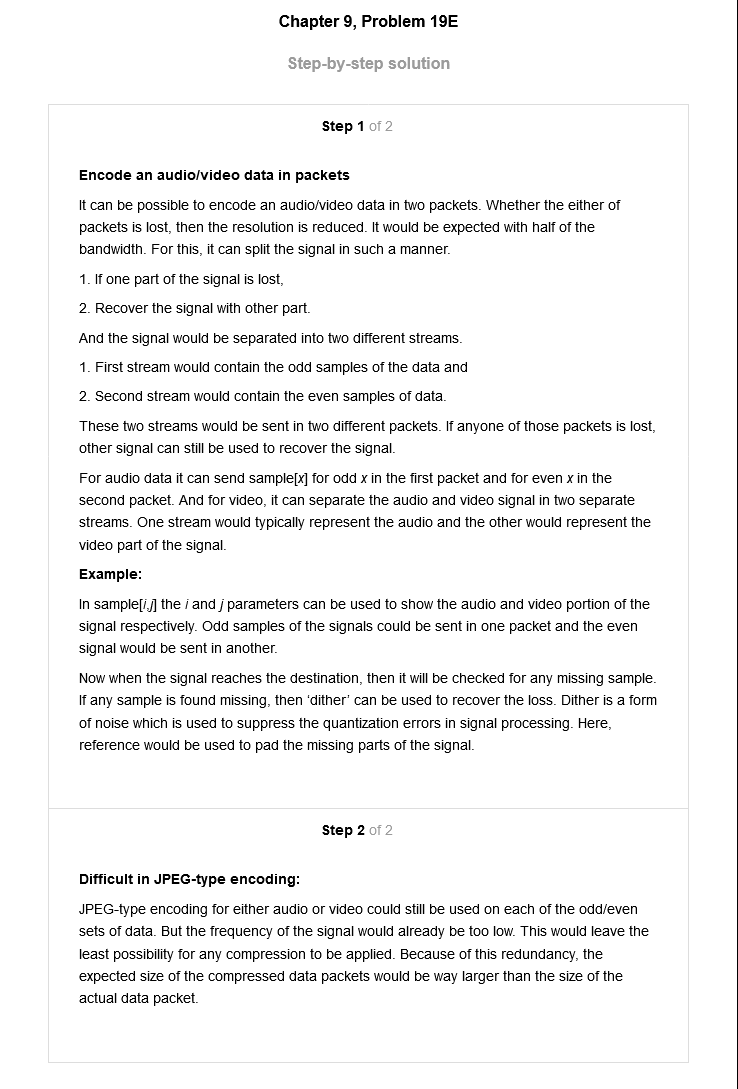 Chapter 9, Problem 19E
Step-by-step solution
Step 1 of 2
Encode an audio/video data in packets
It can be possible to encode an audio/video data in two packets. Whether the either of
packets is lost, then the resolution is reduced. It would be expected with half of the
bandwidth. For this, it can split the signal in such a manner.
1. If one part of the signal is lost,
2. Recover the signal with other part.
And the signal would be separated into two different streams.
1. First stream would contain the odd samples of the data and
2. Second stream would contain the even samples of data.
These two streams would be sent in two different packets. If anyone of those packets is lost,
other signal can still be used to recover the signal.
For audio data it can send sample[x] for odd x in the first packet and for even x in the
second packet. And for video, it can separate the audio and video signal in two separate
streams. One stream would typically represent the audio and the other would represent the
video part of the signal.
Example:
In sample[i,j] the i and j parameters can be used to show the audio and video portion of the
signal respectively. Odd samples of the signals could be sent in one packet and the even
signal would be sent in another.
Now when the signal reaches the destination, then it will be checked for any missing sample.
If any sample is found missing, then ‘dither’ can be used to recover the loss. Dither is a form
of noise which is used to suppress the quantization errors in signal processing. Here,
reference would be used to pad the missing parts of the signal.
Step 2 of 2
Difficult in JPEG-type encoding:
JPEG-type encoding for either audio or video could still be used on each of the odd/even
sets of data. But the frequency of the signal would already be too low. This would leave the
least possibility for any compression to be applied. Because of this redundancy, the
expected size of the compressed data packets would be way larger than the size of the
actual data packet.